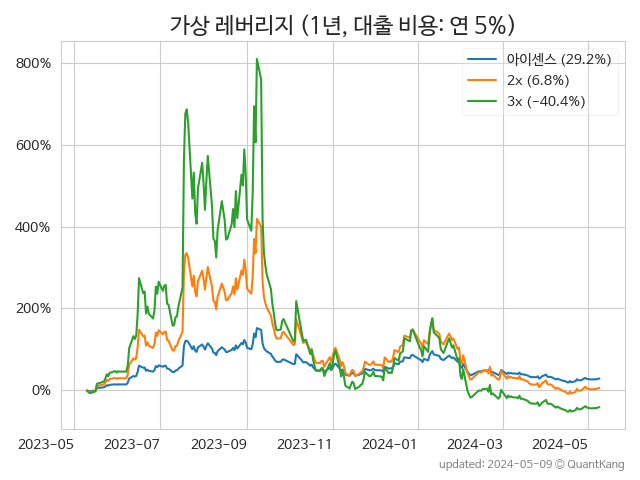 가상 레버리지 (1년, 대출 비용: 연 5%)
아이센스 (29.2%)
2x (6.8%)
3x (−40.4%)
800%
600%
400%
200%
0%
2023-05 2023-07 2023-09 2023-11 2024-01 2024-03 2024-05
updated: 2024-05-09 © QuantKang